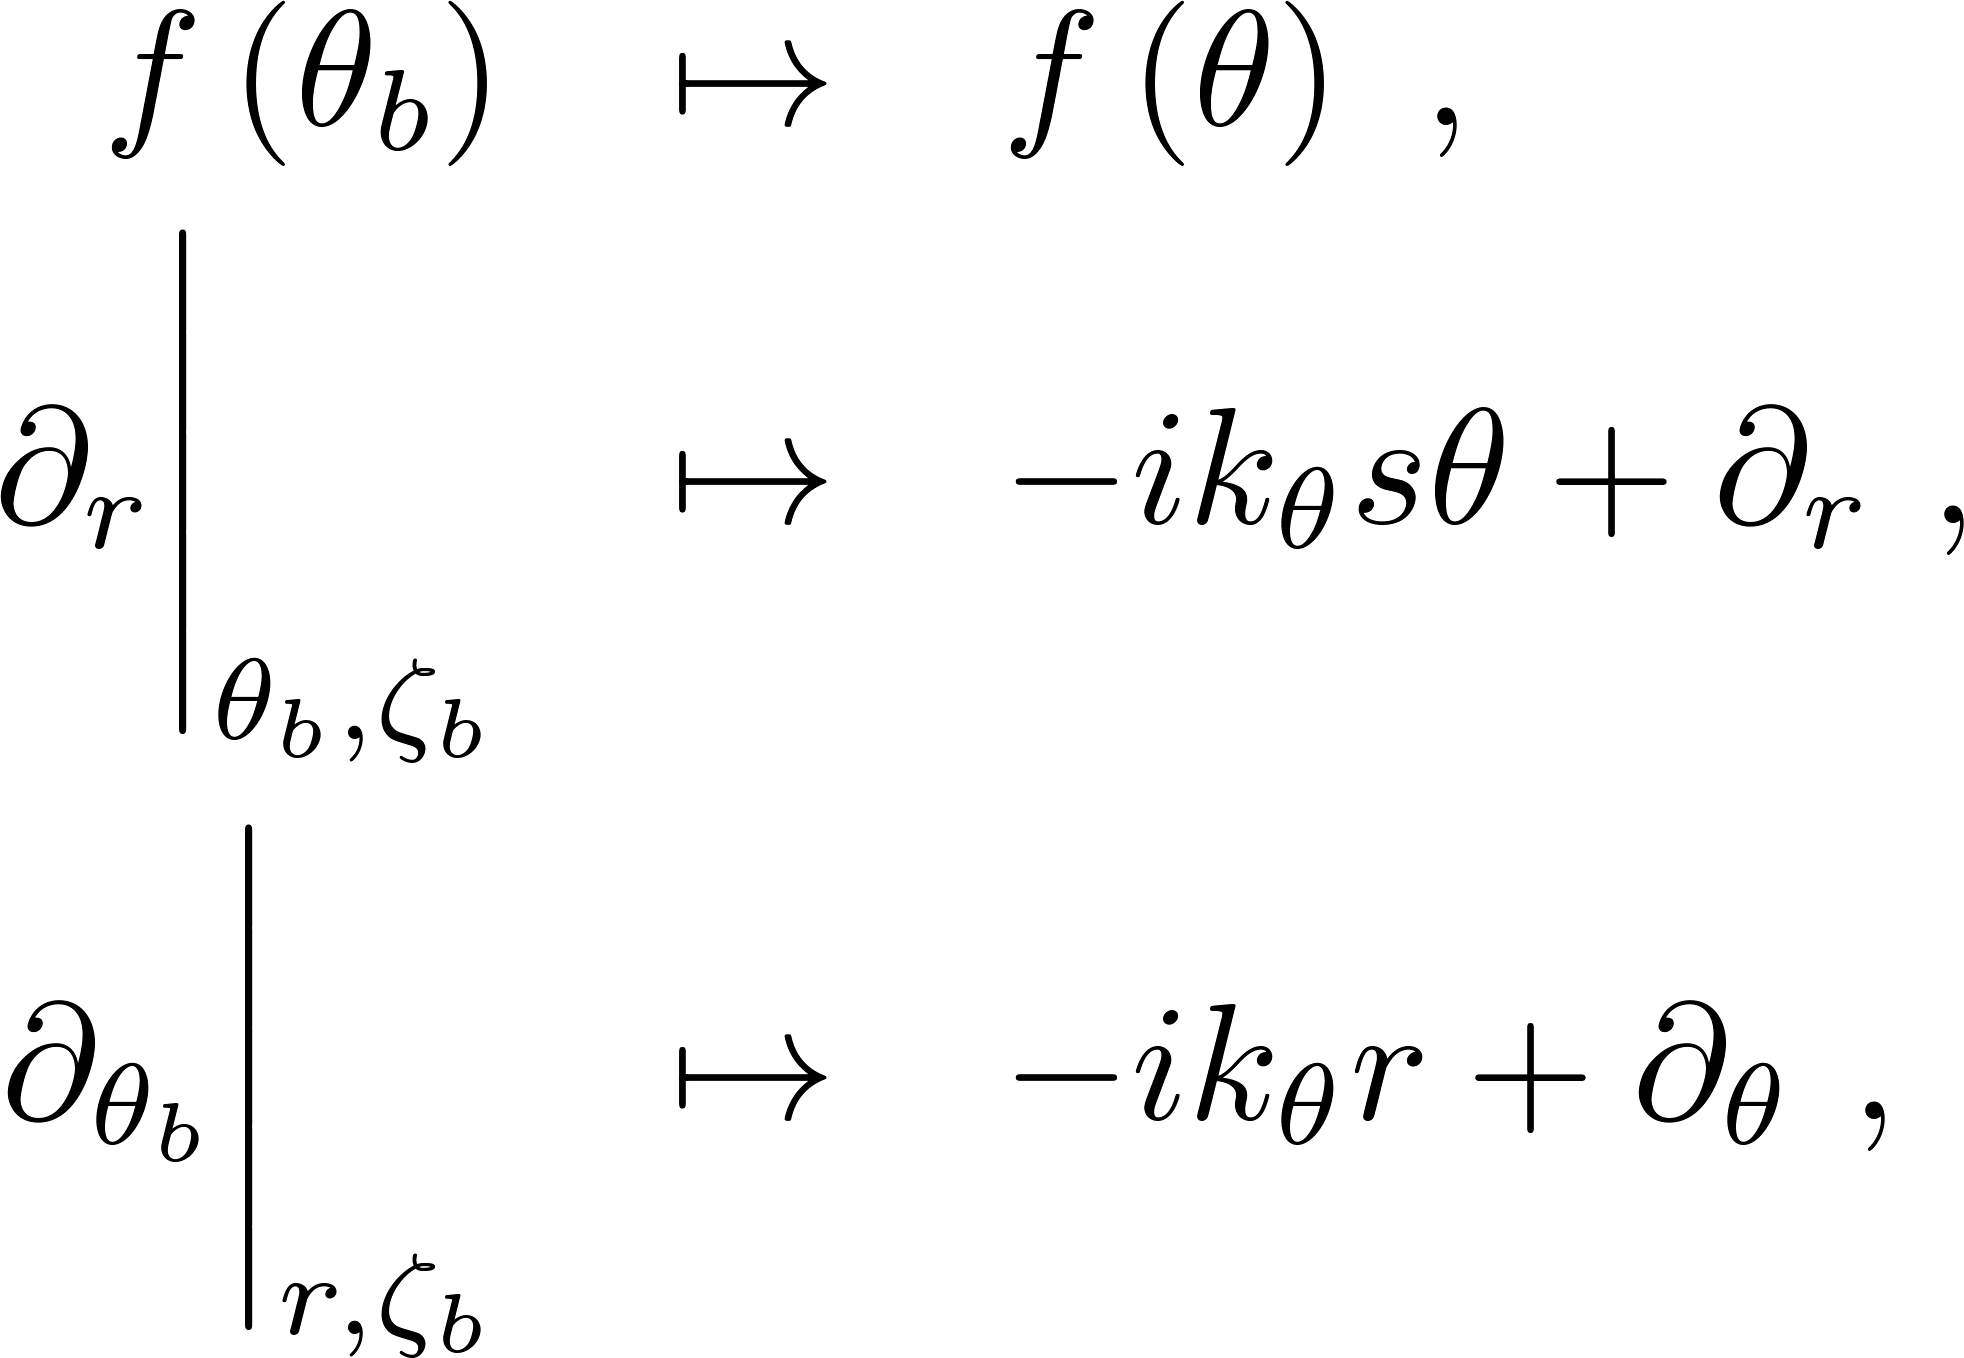 f (θ_b) ↦ f (θ) ,
∂_r |_{θ_b, ζ_b} ↦ −ik_θ sθ + ∂_r ,
∂_{θ_b} |_{r, ζ_b} ↦ −ik_θ r + ∂_θ ,